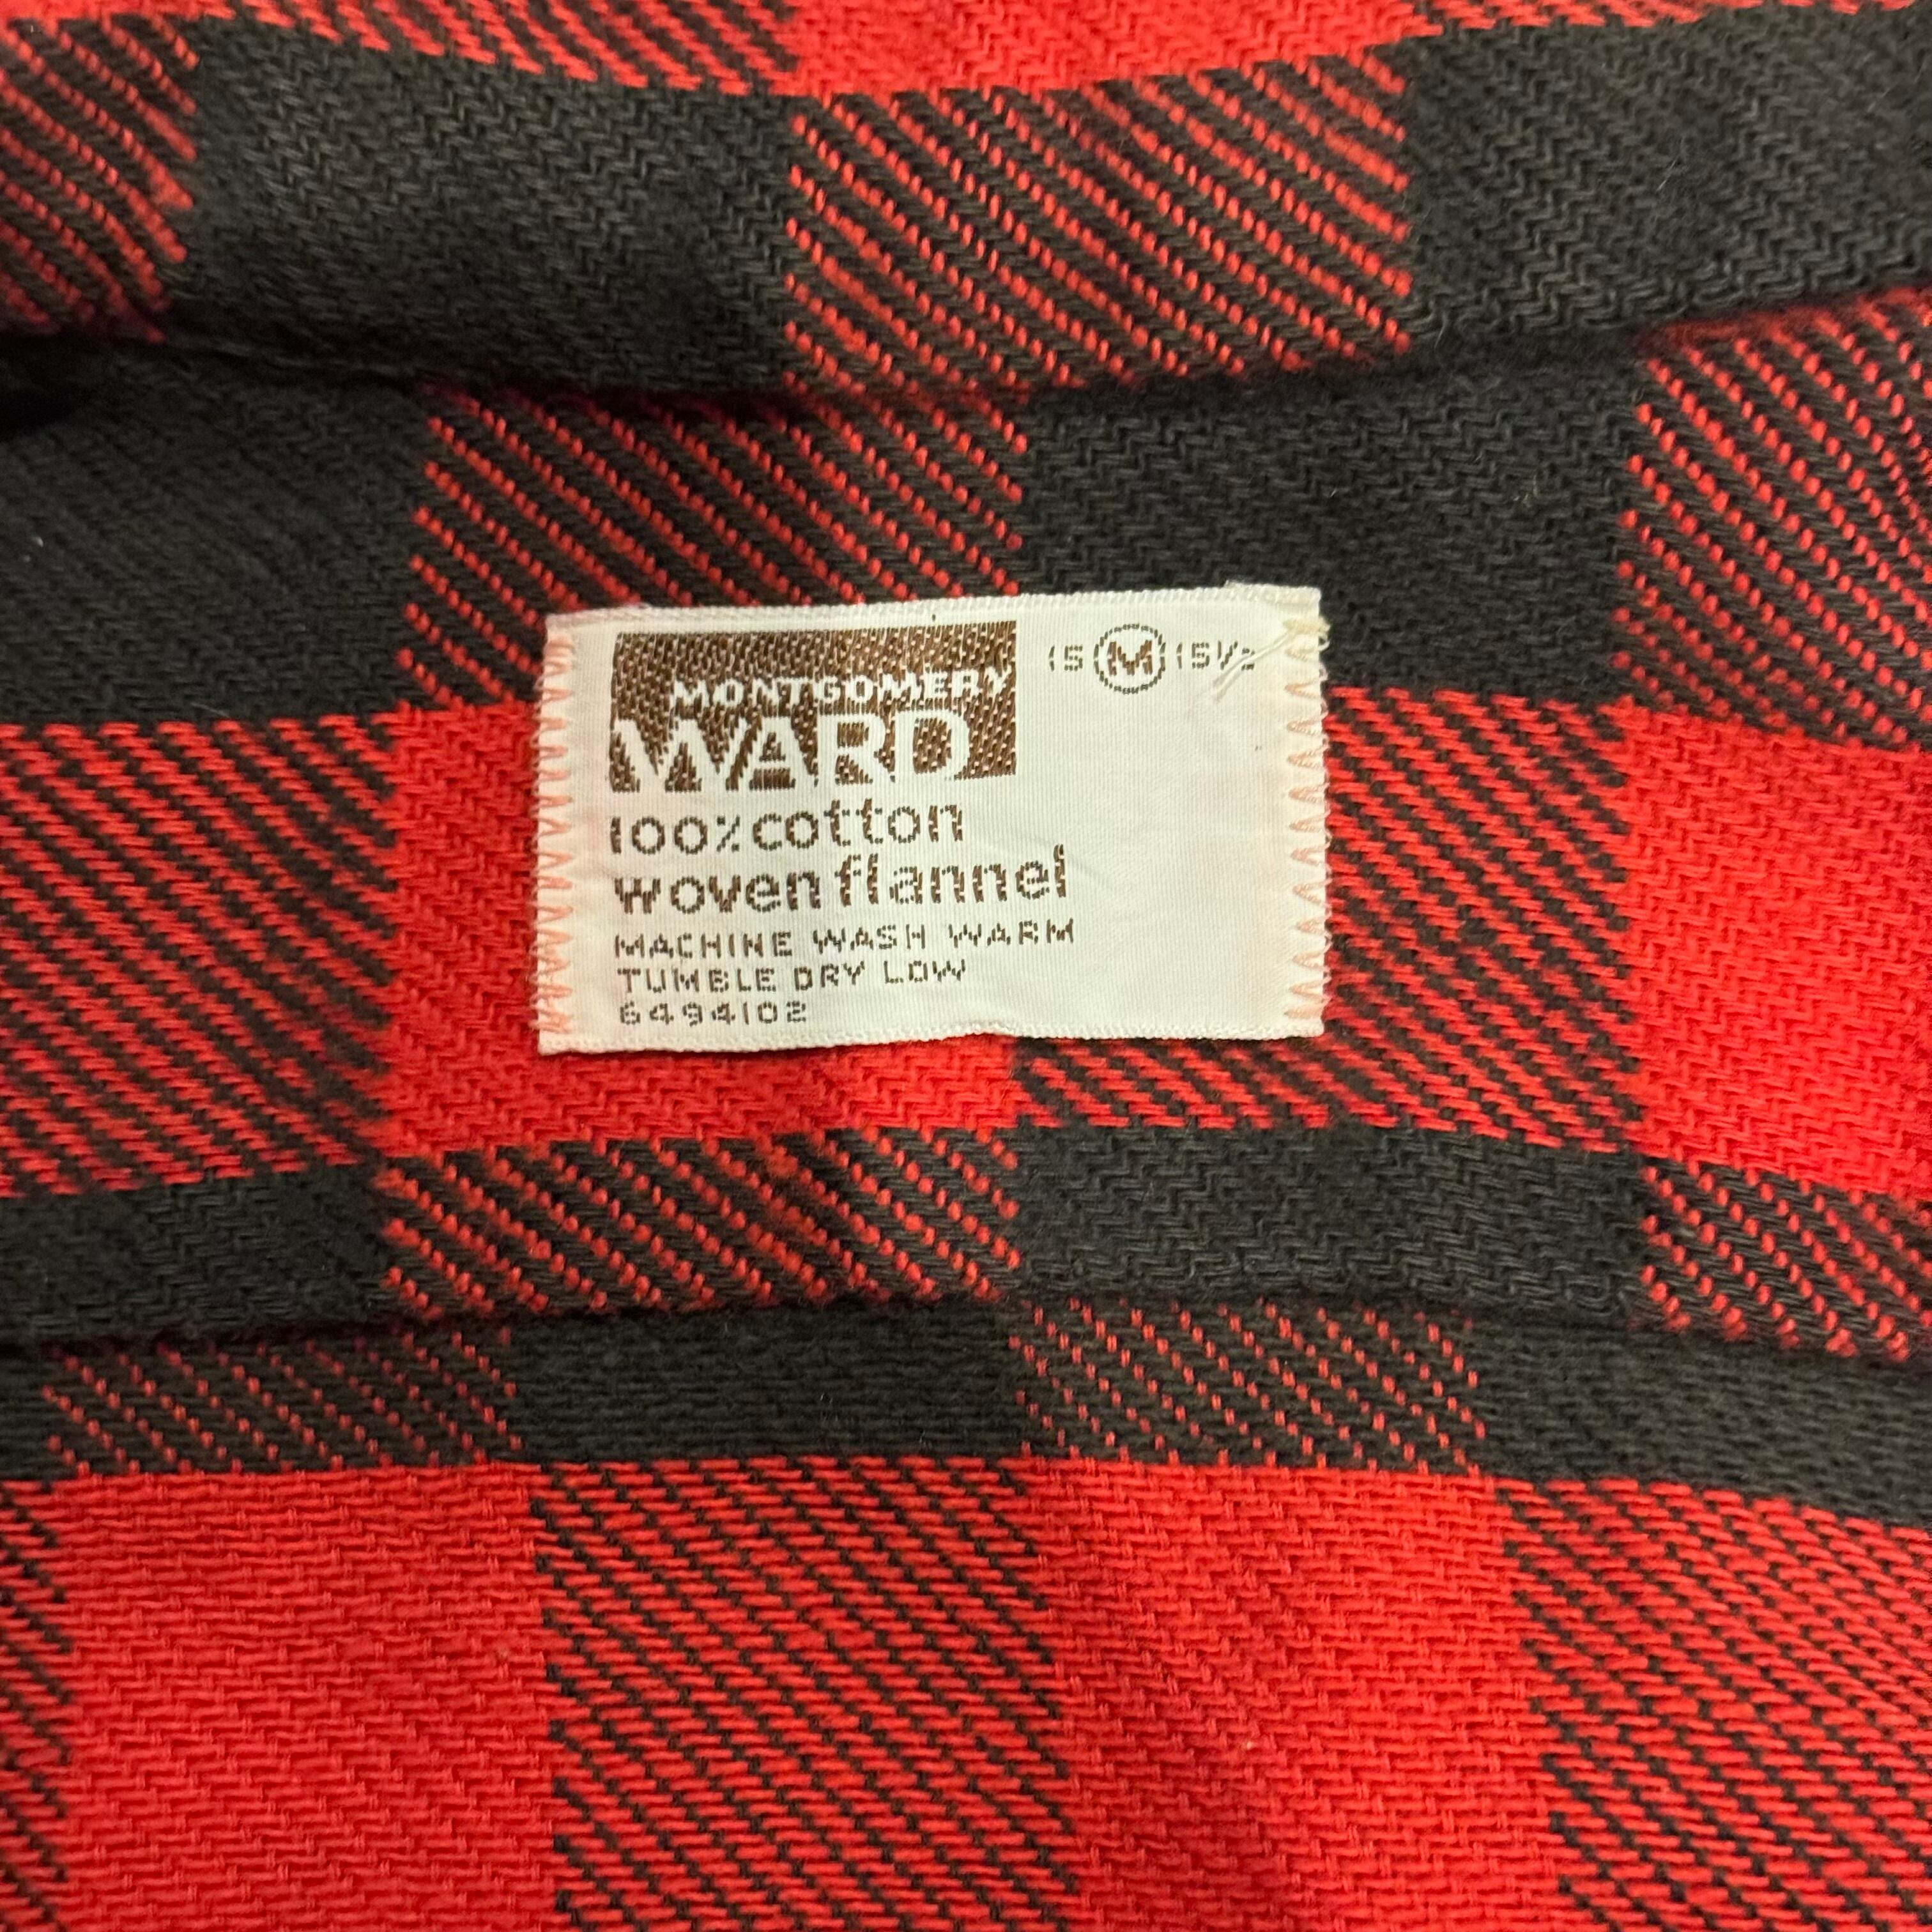 MONTGOMERY
WARD
15 M 15½
100% cotton
woven flannel
MACHINE WASH WARM
TUMBLE DRY LOW
6494102